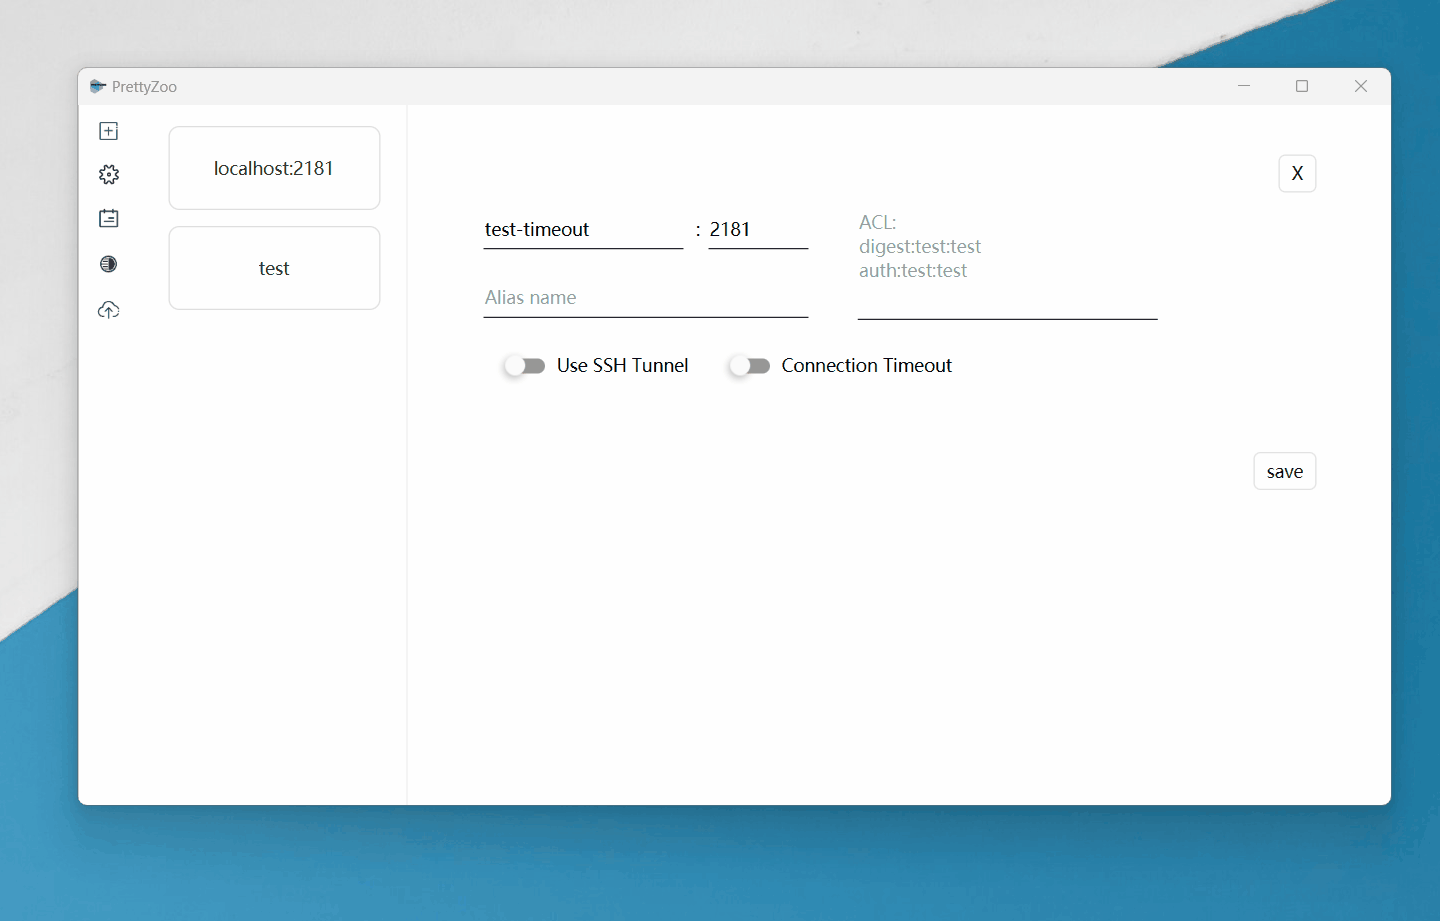 PrettyZoo
localhost:2181
test
X
test-timeout : 2181
ACL:
digest:test:test
auth:test:test
Alias name
Use SSH Tunnel
Connection Timeout
save